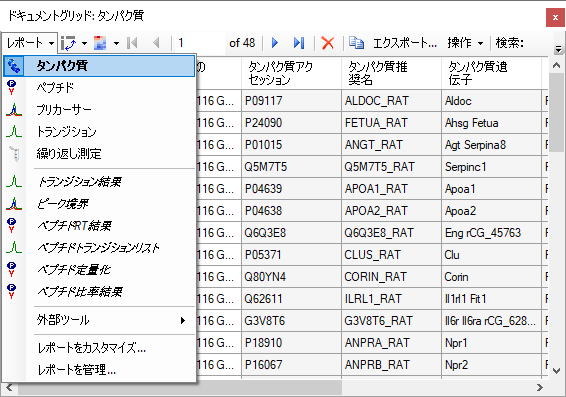 ドキュメントグリッド: タンパク質
レポート 1 of 48 エクスポート... 操作 検索:
タンパク質
ペプチド
プリカーサー
トランジション
繰り返し測定
トランジション結果
ピーク境界
ペプチドRT結果
ペプチドトランジションリスト
ペプチド定量化
ペプチド比率結果
外部ツール
レポートをカスタマイズ...
レポートを管理...
の タンパク質アク タンパク質推 タンパク質遺
セッション 奨名 伝子
116 G... P09117 ALDOC_RAT Aldoc
116 G... P24090 FETUA_RAT Ahsg Fetua
116 G... P01015 ANGT_RAT Agt Serpina8
116 G... Q5M7T5 Q5M7T5_RAT Serpinc1
116 G... P04639 APOA1_RAT Apoa1
116 G... P04638 APOA2_RAT Apoa2
116 G... Q6Q3E8 Q6Q3E8_RAT Eng rCG_45763
116 G... P05371 CLUS_RAT Clu
116 G... Q80YN4 CORIN_RAT Corin
116 G... Q62611 ILRL1_RAT Il1rl1 Fit1
116 G... G3V8T6 G3V8T6_RAT Il6r Il6ra rCG_628...
116 G... P18910 ANPRA_RAT Npr1
116 G... P16067 ANPRB_RAT Npr2